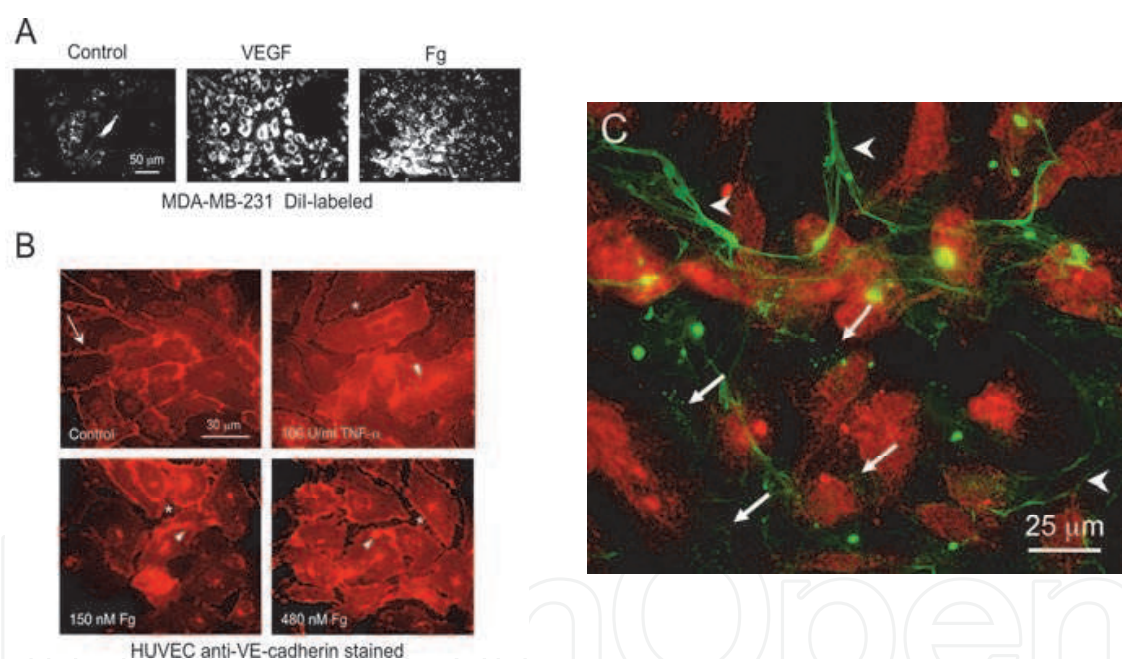 A
Control
VEGF
Fg
50 μm
MDA-MB-231 DiI-labeled
B
Control
30 μm
U/ml TNF-α
150 nM Fg
480 nM Fg
HUVEC anti-VE-cadherin stained
C
25 μm